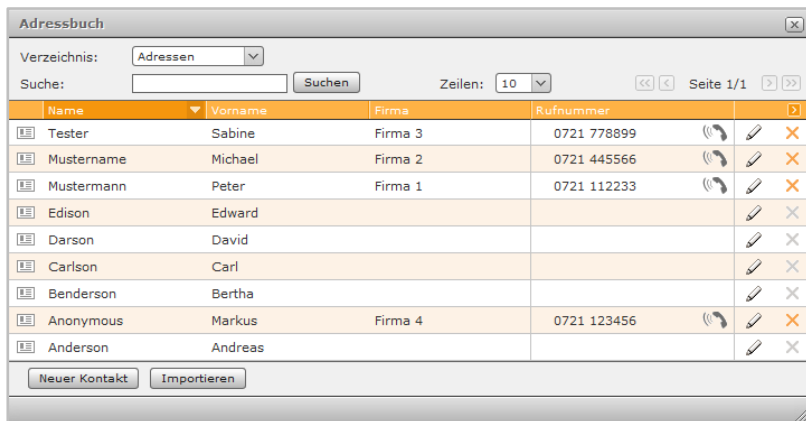 Adressbuch
Verzeichnis: Adressen
Suche: Suchen Zeilen: 10 Seite 1/1
Name Vorname Firma Rufnummer
Tester Sabine Firma 3 0721 778899
Mustername Michael Firma 2 0721 445566
Mustermann Peter Firma 1 0721 112233
Edison Edward
Darson David
Carlson Carl
Benderson Bertha
Anonymous Markus Firma 4 0721 123456
Anderson Andreas
Neuer Kontakt Importieren